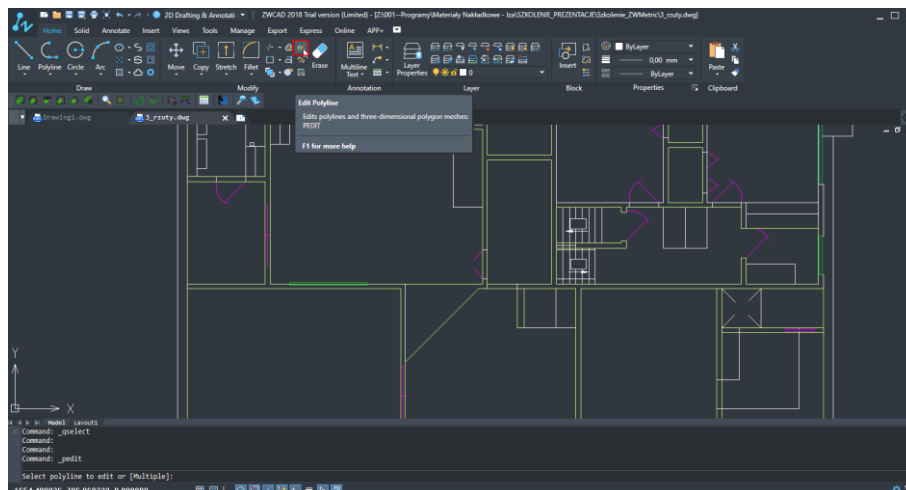 2D Drafting & Annotati
ZWCAD 2018 Trial version (Limited) - [Z:\001--Programy\Materiały Nakładkowe - Iza\SZKOLENIE_PREZENTACJE\Szkolenie_ZWMetric\3_rzuty.dwg]
Home Solid Annotate Insert Views Tools Manage Export Express Online APP+
ByLayer
0,00 mm
ByLayer
Line Polyline Circle Arc Move Copy Stretch Fillet Erase Multiline Text Layer Properties 0 Insert Paste
Draw Modify Annotation Layer Block Properties Clipboard
Edit Polyline
Edits polylines and three-dimensional polygon meshes:
PEDIT
F1 for more help
Drawing1.dwg 3_rzuty.dwg
Y
X
Model Layout1
Command: _qselect
Command:
Command:
Command: _pedit
Select polyline to edit or [Multiple]: